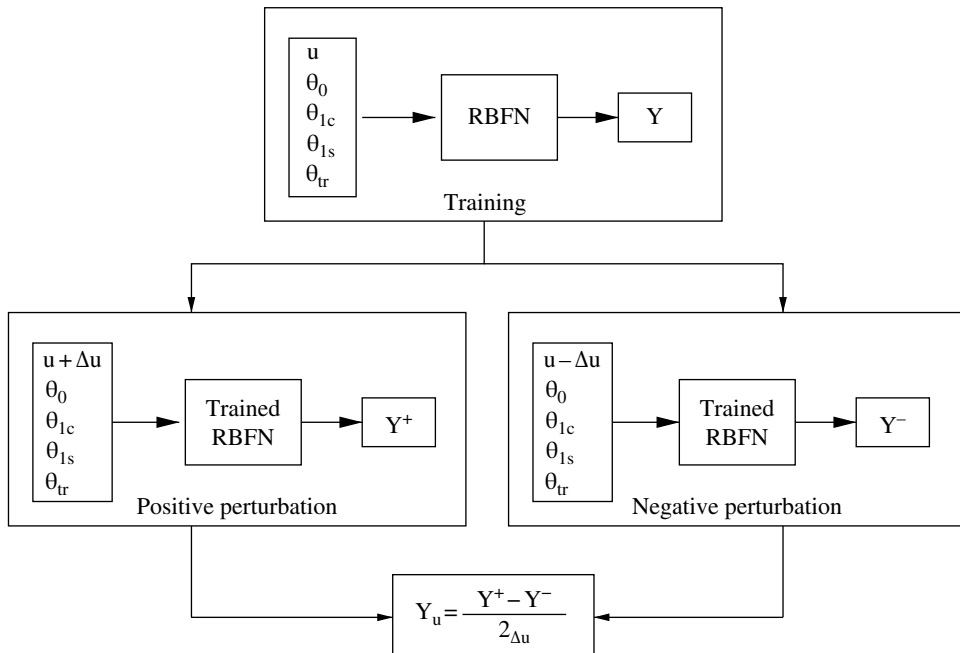 u
θ0
θ1c
θ1s
θtr
RBFN
Y
Training
u + Δu
θ0
θ1c
θ1s
θtr
Trained
RBFN
Y+
Positive perturbation
u − Δu
θ0
θ1c
θ1s
θtr
Trained
RBFN
Y−
Negative perturbation
Yu = Y+ − Y−
2Δu